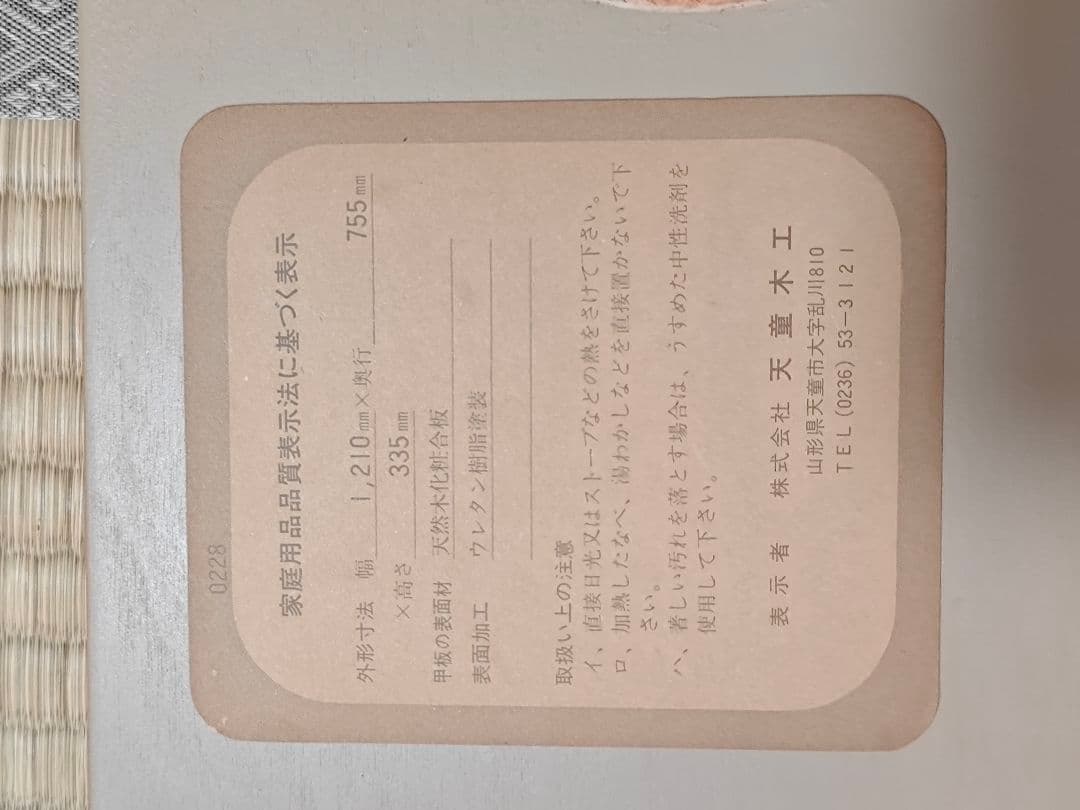 0228
家庭用品品質表示法に基づく表示
外形寸法 幅 1,210mm×奥行 755mm
×高さ 335mm
甲板の表面材 天然木化粧合板
表面加工 ウレタン樹脂塗装
取扱い上の注意
イ、直接日光又はストーブなどの熱をさけて下さい。
ロ、加熱したなべ、湯わかしなどを直接置かないで下
さい。
ハ、著しい汚れを落とす場合は、うすめた中性洗剤を
使用して下さい。
表示者 株式会社 天童木工
山形県天童市大字乱川810
TEL (0236) 53-3121